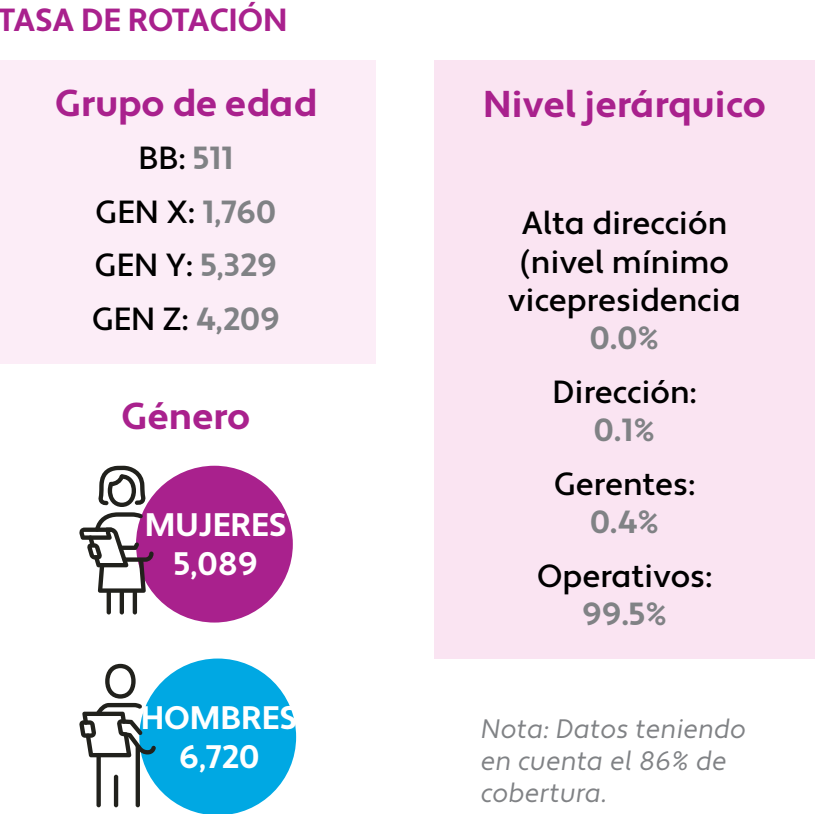 TASA DE ROTACIÓN
Grupo de edad
BB: 511
GEN X: 1,760
GEN Y: 5,329
GEN Z: 4,209
Género
MUJERES
5,089
HOMBRES
6,720
Nivel jerárquico
Alta dirección
(nivel mínimo
vicepresidencia
0.0%
Dirección:
0.1%
Gerentes:
0.4%
Operativos:
99.5%
Nota: Datos teniendo
en cuenta el 86% de
cobertura.